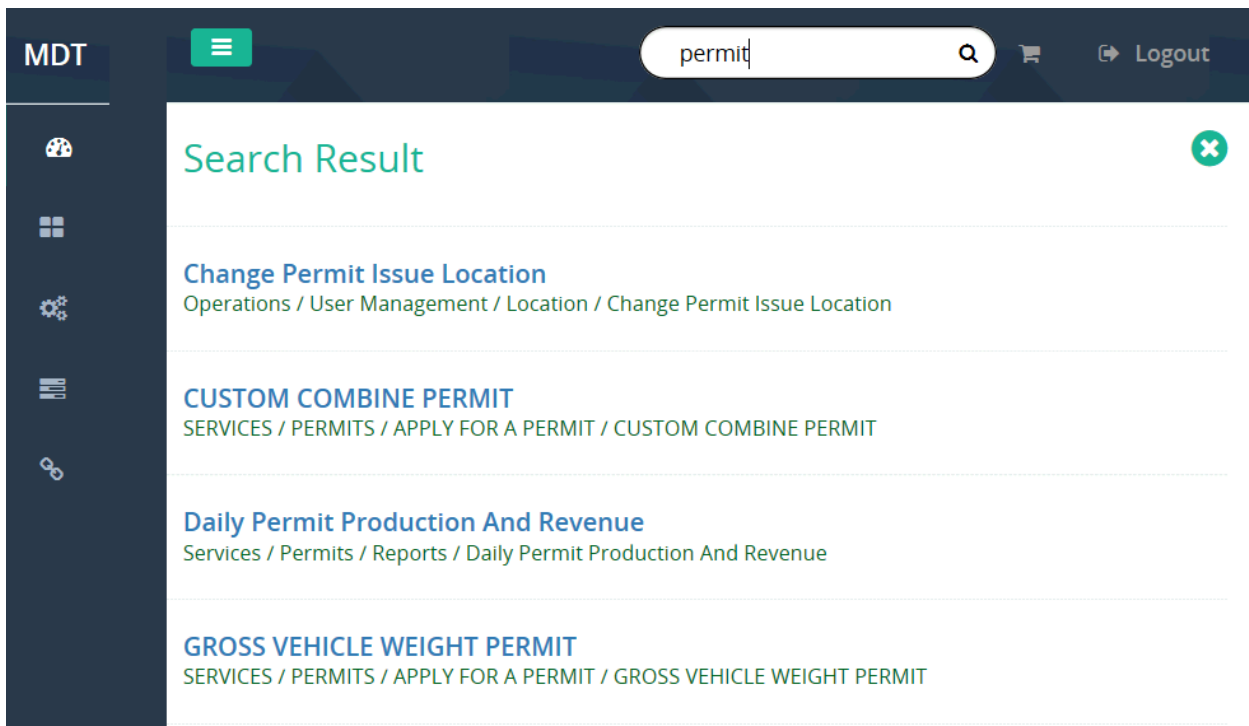 MDT
permit
Logout
Search Result
Change Permit Issue Location
Operations / User Management / Location / Change Permit Issue Location
CUSTOM COMBINE PERMIT
SERVICES / PERMITS / APPLY FOR A PERMIT / CUSTOM COMBINE PERMIT
Daily Permit Production And Revenue
Services / Permits / Reports / Daily Permit Production And Revenue
GROSS VEHICLE WEIGHT PERMIT
SERVICES / PERMITS / APPLY FOR A PERMIT / GROSS VEHICLE WEIGHT PERMIT